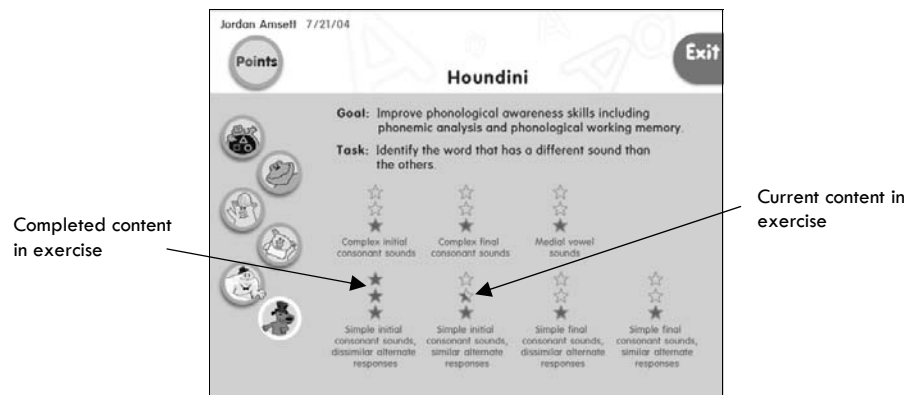 Jordan Amsett 7/21/04
Points
Exit
Houndini
Goal: Improve phonological awareness skills including
phonemic analysis and phonological working memory.
Task: Identify the word that has a different sound than
the others.
Complex initial
consonant sounds
Complex final
consonant sounds
Medial vowel
sounds
Completed content
in exercise
Current content in
exercise
Simple initial
consonant sounds,
dissimilar alternate
responses
Simple initial
consonant sounds,
similar alternate
responses
Simple final
consonant sounds,
dissimilar alternate
responses
Simple final
consonant sounds,
similar alternate
responses